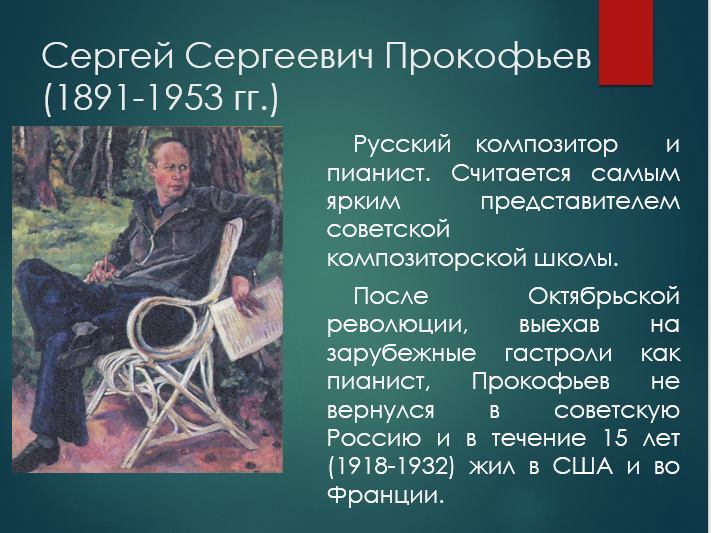 Сергей Сергеевич Прокофьев
(1891-1953 гг.)
Русский композитор и
пианист. Считается самым
ярким представителем
советской
композиторской школы.
После Октябрьской
революции, выехав на
зарубежные гастроли как
пианист, Прокофьев не
вернулся в советскую
Россию и в течение 15 лет
(1918-1932) жил в США и во
Франции.